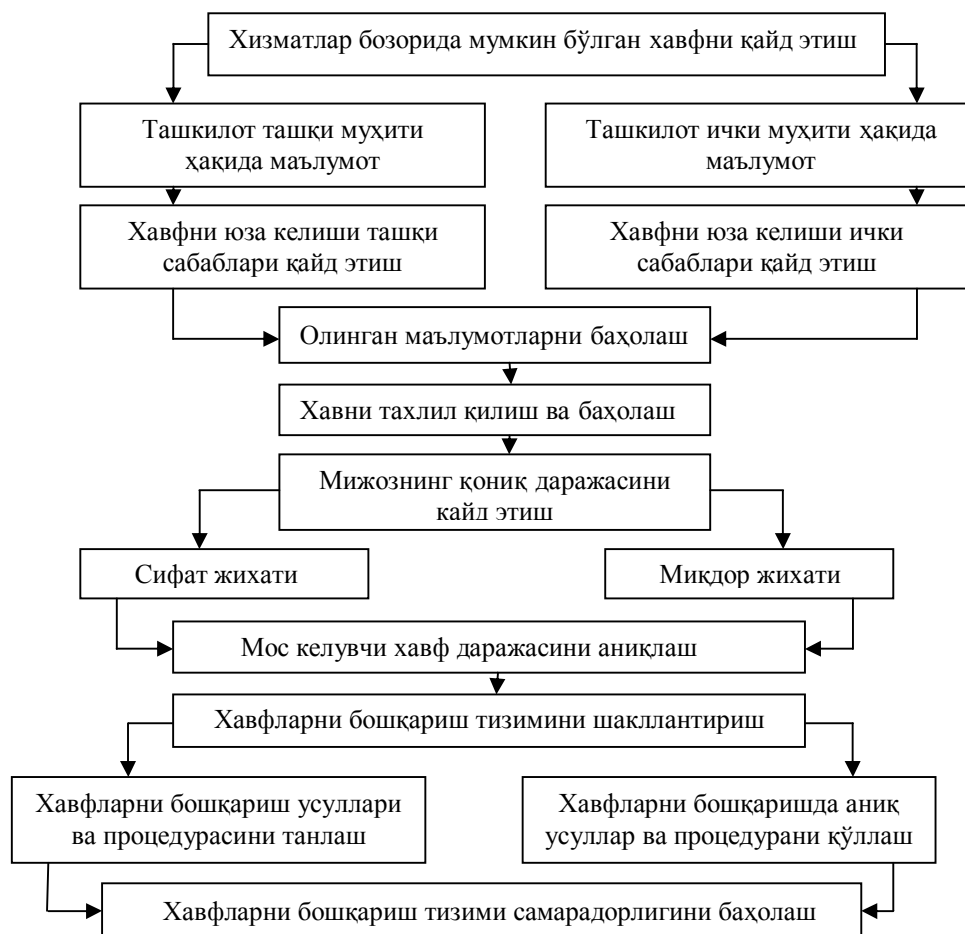 Хизматлар бозорида мумкин бўлган хавфни қайд этиш
Ташкилот ташқи муҳити
ҳақида маълумот
Ташкилот ички муҳити ҳақида
маълумот
Хавфни юза келиши ташқи
сабаблари қайд этиш
Хавфни юза келиши ички
сабаблари қайд этиш
Олинган маълумотларни баҳолаш
Хавни тахлил қилиш ва баҳолаш
Мижознинг қониқ даражасини
қайд этиш
Сифат жихати
Миқдор жихати
Мос келувчи хавф даражасини аниқлаш
Хавфларни бошқариш тизимини шакллантириш
Хавфларни бошқариш усуллари
ва процедурасини танлаш
Хавфларни бошқаришда аниқ
усуллар ва процедурани қўллаш
Хавфларни бошқариш тизими самарадорлигини баҳолаш